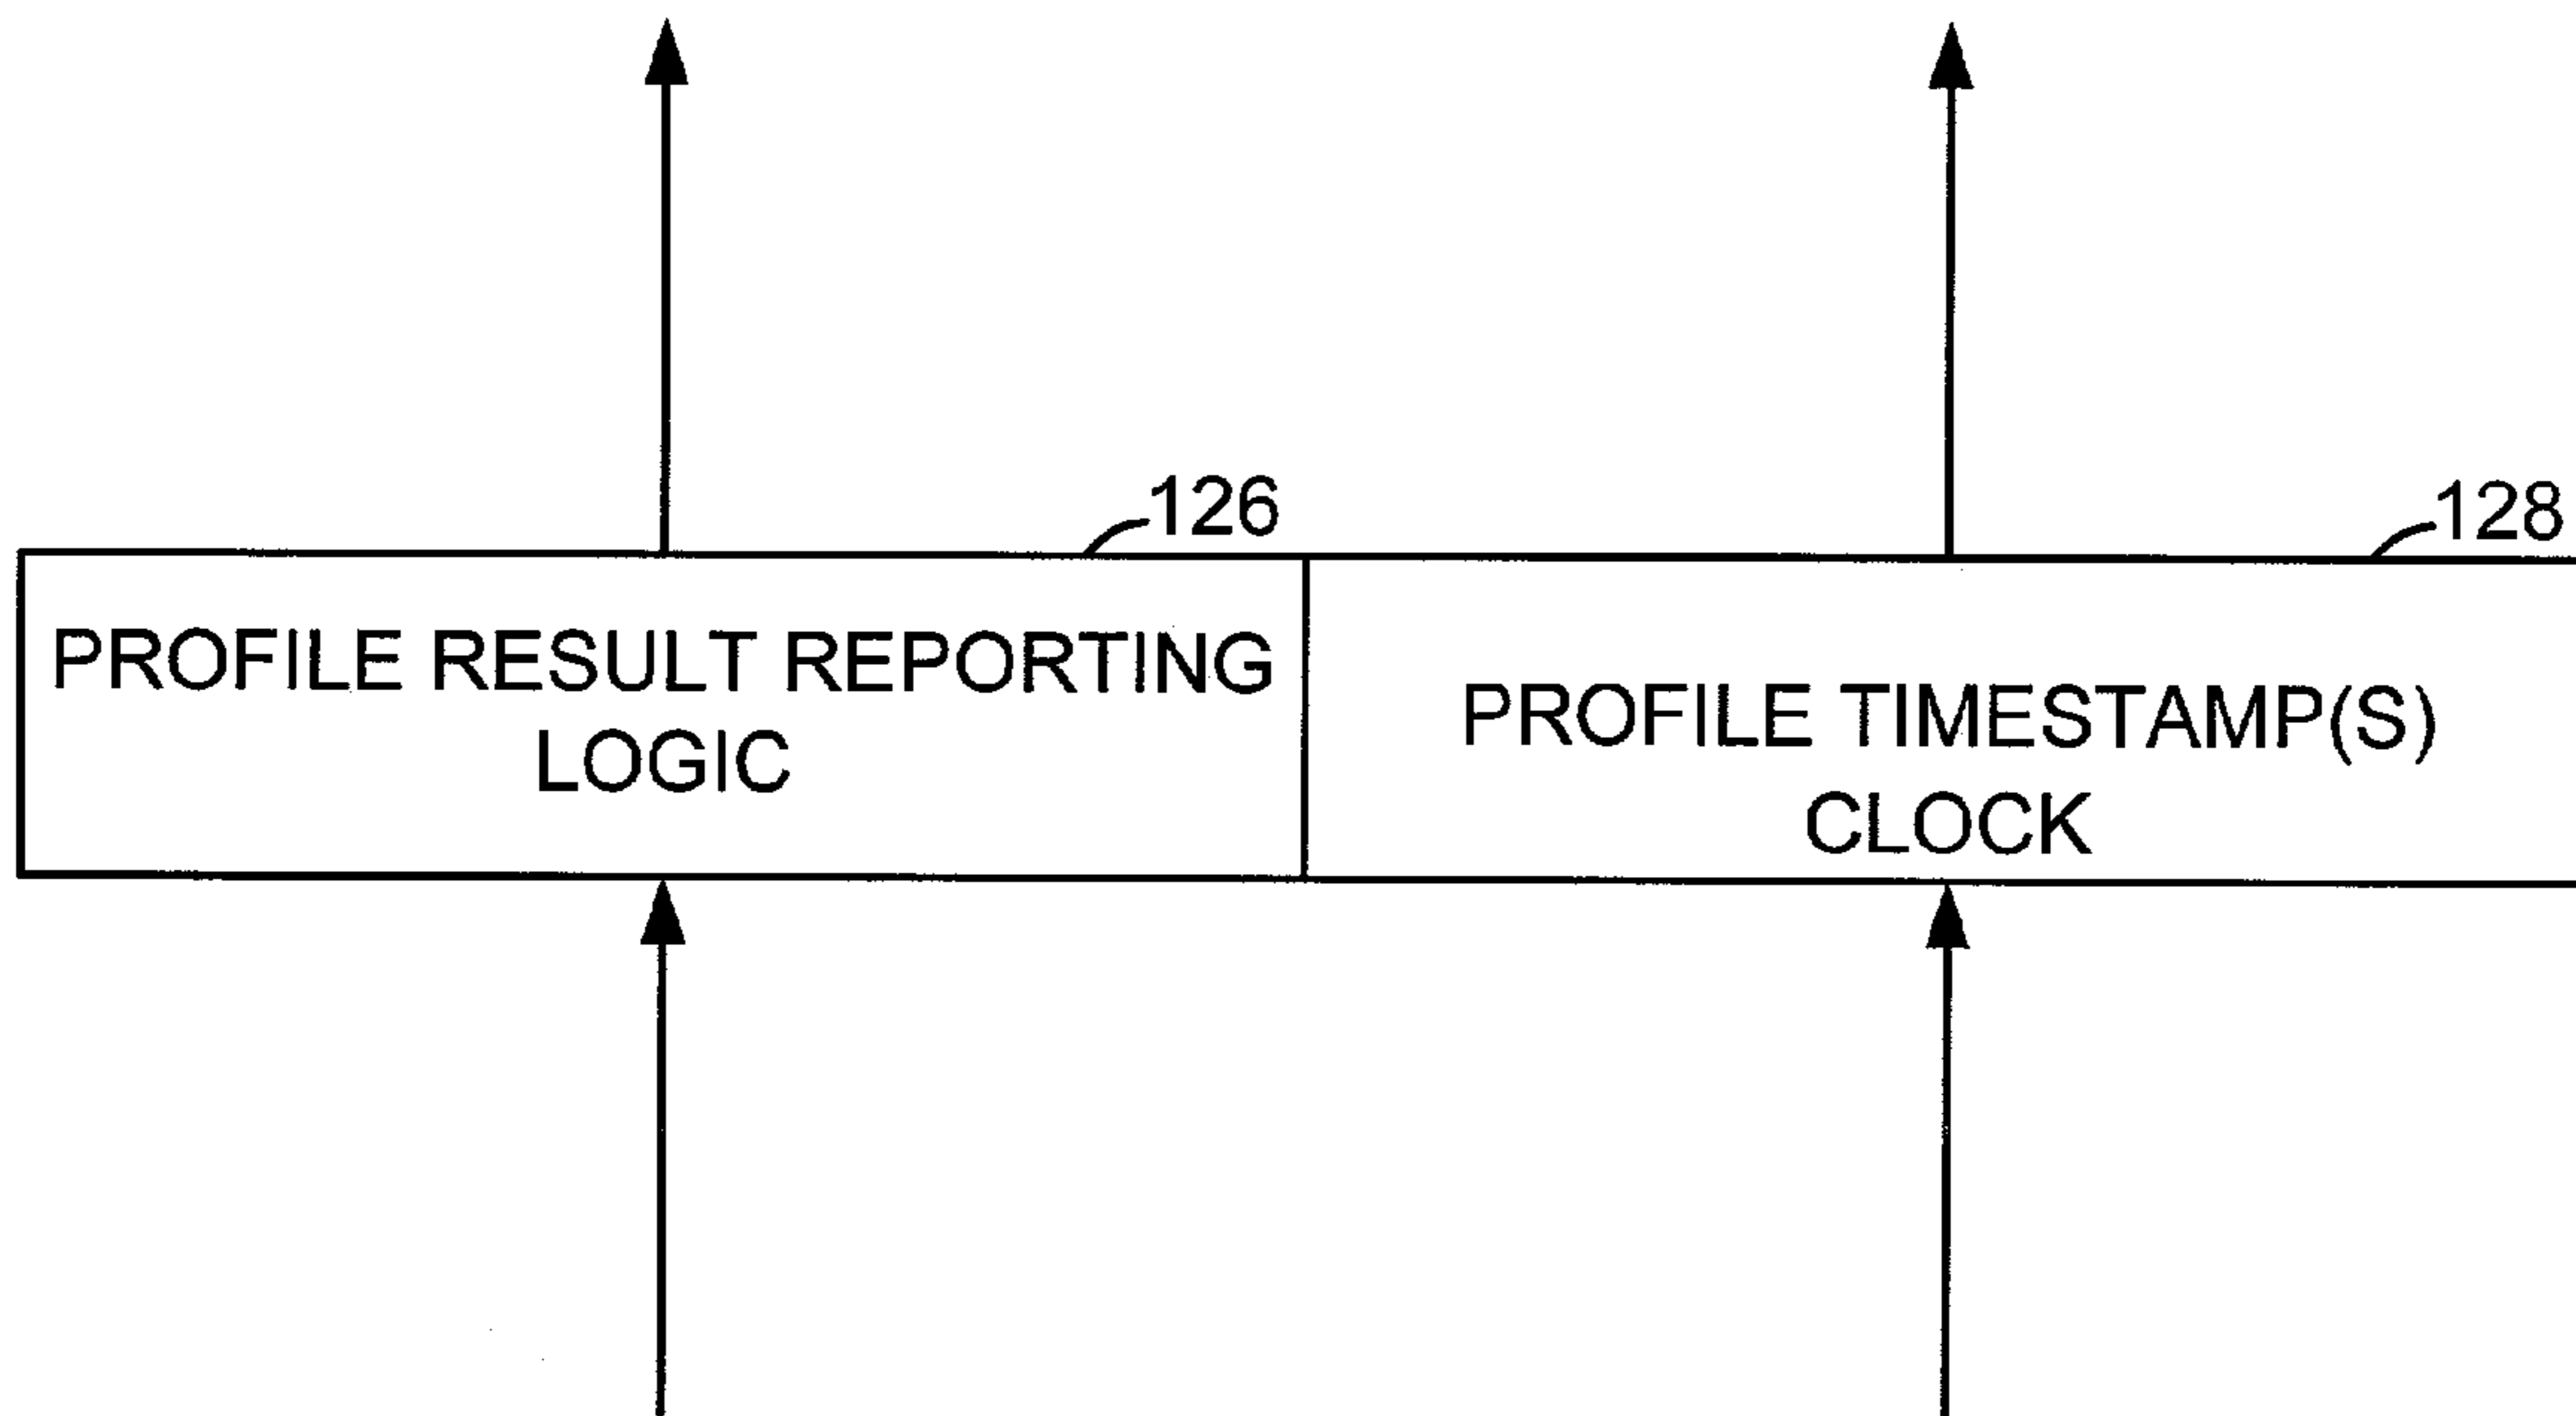 126
128
PROFILE RESULT REPORTING
LOGIC
PROFILE TIMESTAMP(S)
CLOCK